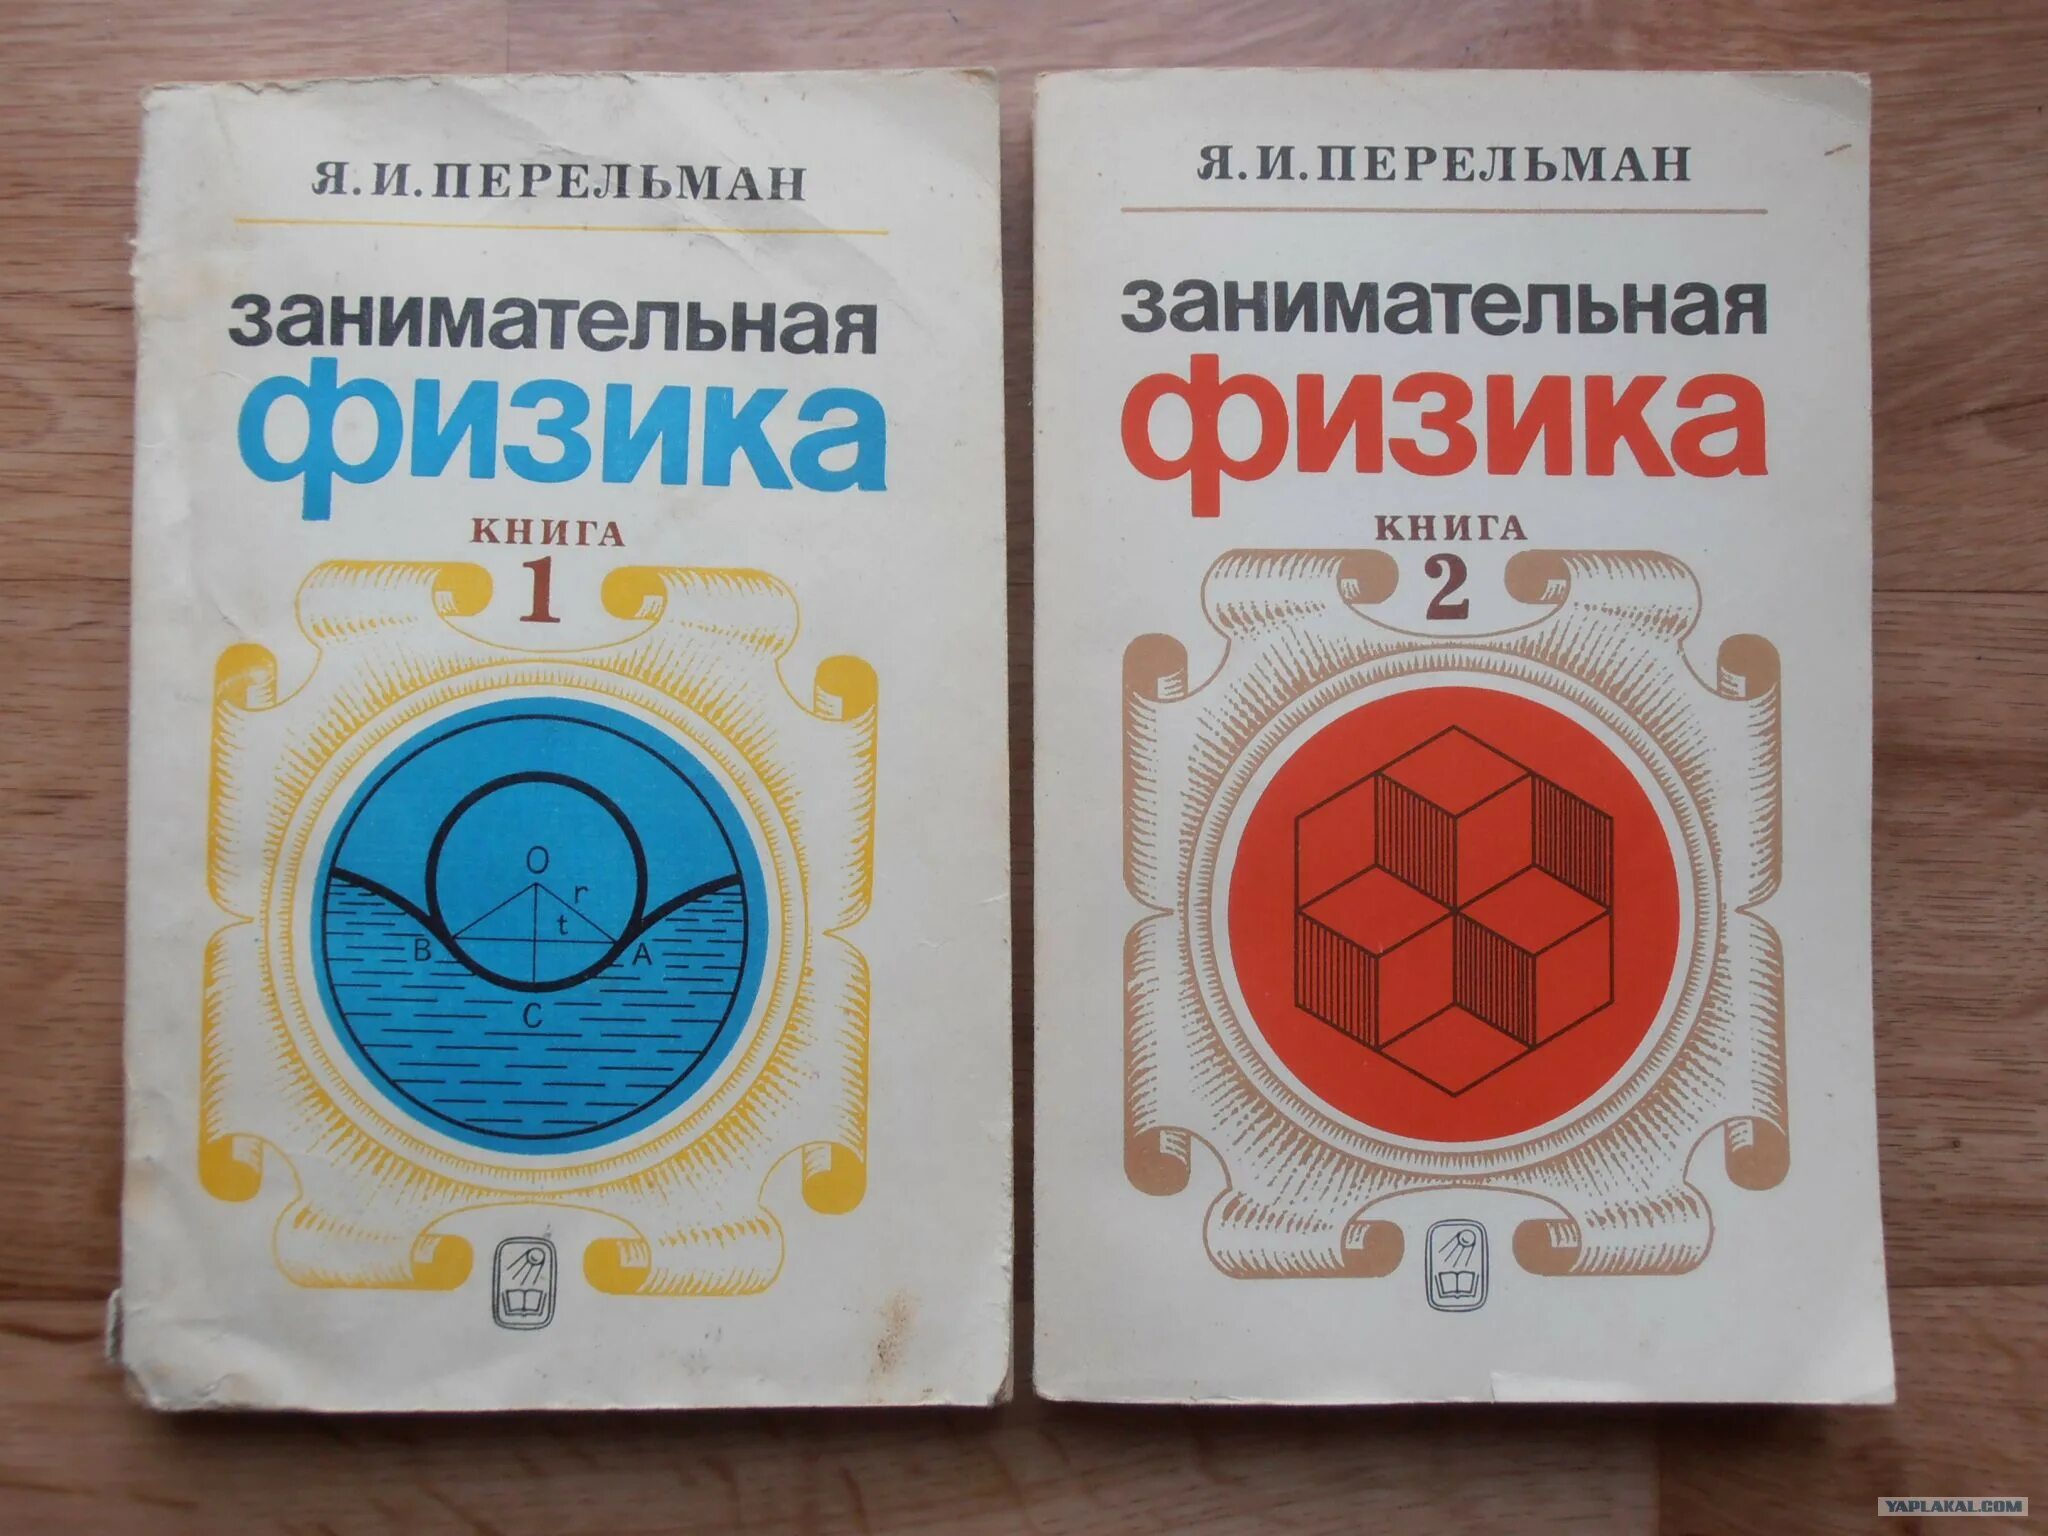 Я.И.ПЕРЕЛЬМАН
занимательная
физика
КНИГА
1
O
r
t
B
A
C
Я.И.ПЕРЕЛЬМАН
занимательная
физика
КНИГА
2
YAPLAKAL.COM